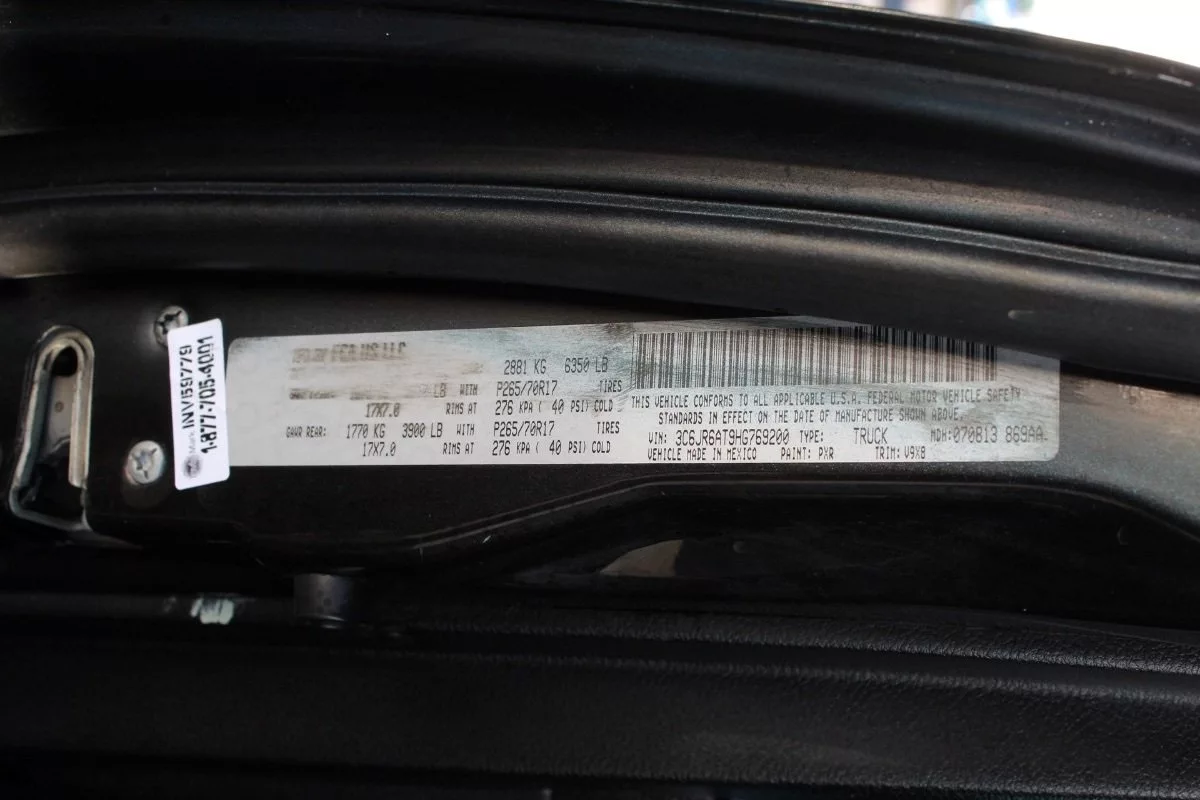 INV1597779
1-877-705-4001
FCA US LLC
2881 KG 6350 LB
LB WITH P265/70R17 TIRES
17X7.0 RIMS AT 276 KPA ( 40 PSI) COLD
GAWR REAR: 1770 KG 3900 LB WITH P265/70R17 TIRES
17X7.0 RIMS AT 276 KPA ( 40 PSI) COLD
THIS VEHICLE CONFORMS TO ALL APPLICABLE U.S.A. FEDERAL MOTOR VEHICLE SAFETY
STANDARDS IN EFFECT ON THE DATE OF MANUFACTURE SHOWN ABOVE.
VIN: 3C6JR6AT9HG769200 TYPE: TRUCK MDH:070813 869AA
VEHICLE MADE IN MEXICO PAINT: PXR TRIM: V9X8